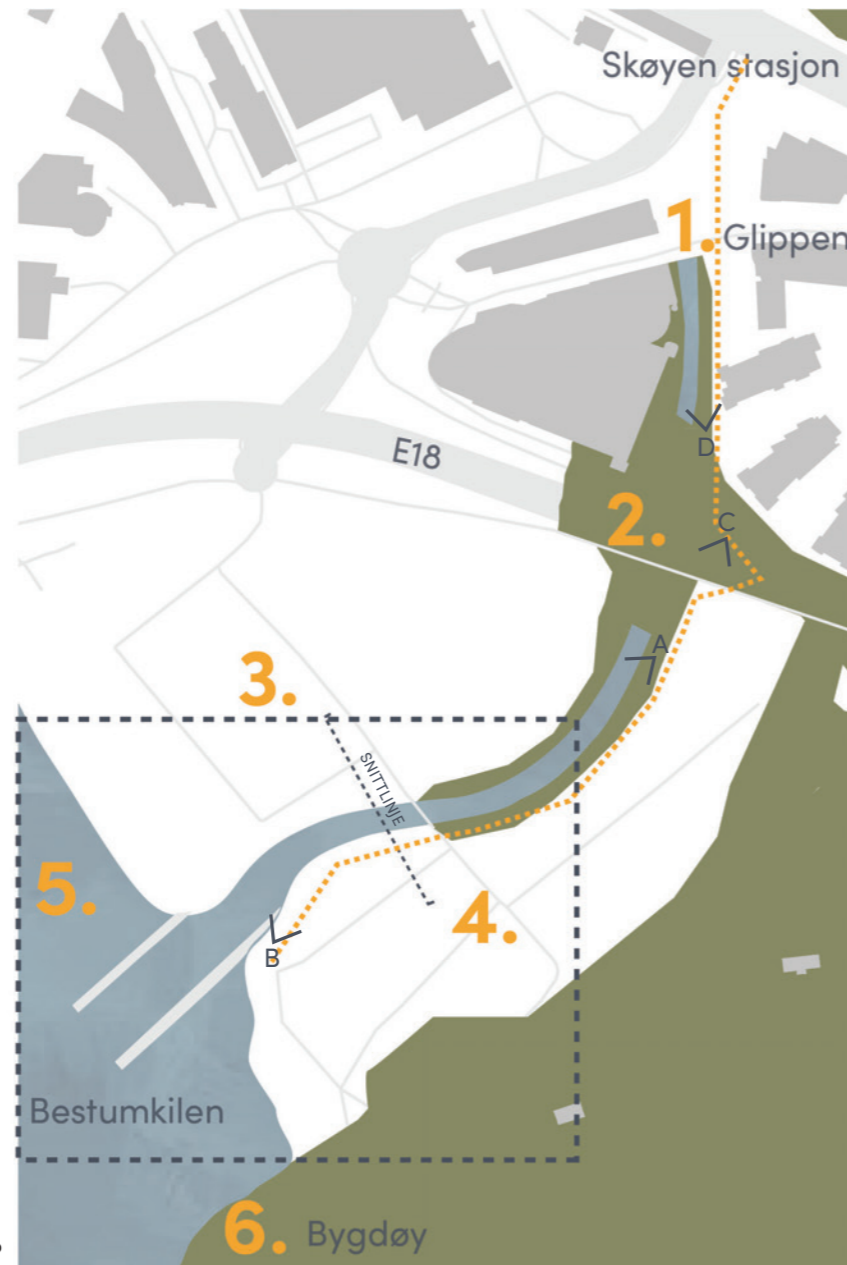 Skøyen stasjon
1.
Glippen
D
E18
2.
C
A
3.
SNITTLINJE
5.
4.
B
Bestumkilen
6.
Bygdøy